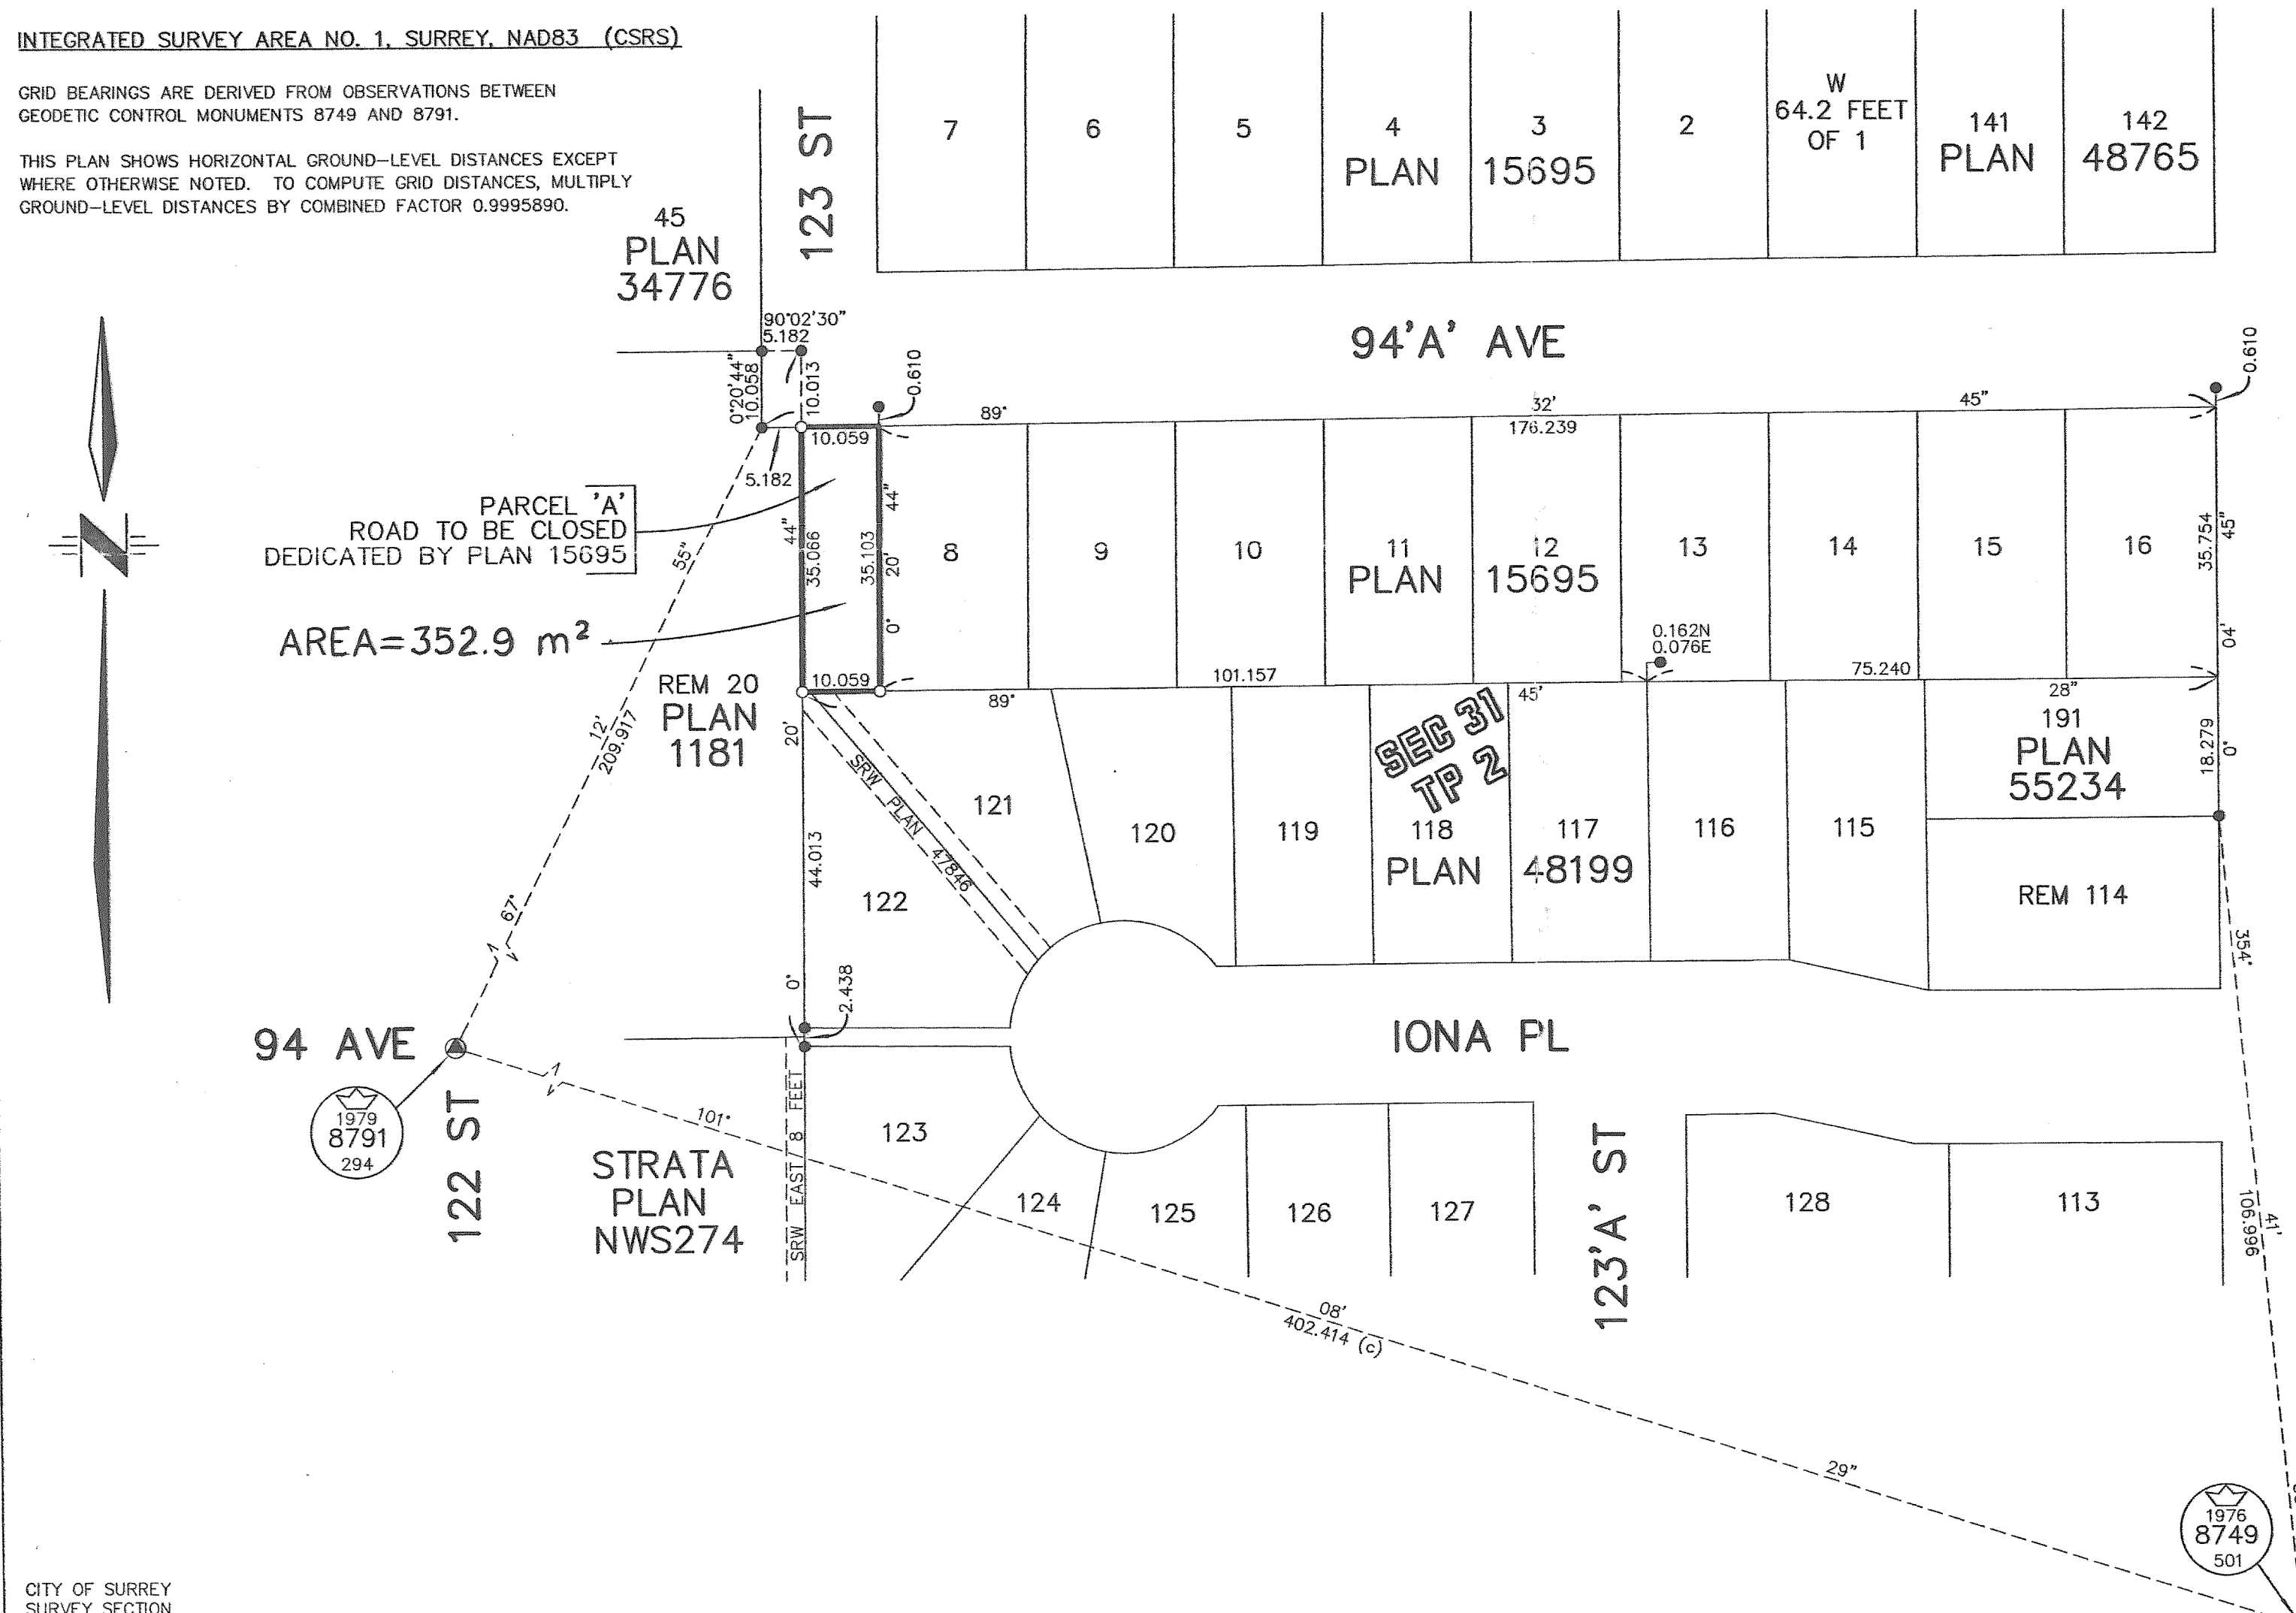 INTEGRATED SURVEY AREA NO. 1, SURREY, NAD83 (CSRS)
GRID BEARINGS ARE DERIVED FROM OBSERVATIONS BETWEEN
GEODETIC CONTROL MONUMENTS 8749 AND 8791.
THIS PLAN SHOWS HORIZONTAL GROUND-LEVEL DISTANCES EXCEPT
WHERE OTHERWISE NOTED. TO COMPUTE GRID DISTANCES, MULTIPLY
GROUND-LEVEL DISTANCES BY COMBINED FACTOR 0.9995890.
45
PLAN
34776
123 ST
7
6
5
4
3
2
PLAN 15695
W
64.2 FEET
OF 1
141
142
PLAN 48765
94'A' AVE
90°02'30"
5.182
0°20'44"
10.058
10.013
0.610
0.610
89° 32' 45"
176.239
10.059
5.182
PARCEL 'A'
ROAD TO BE CLOSED
DEDICATED BY PLAN 15695
AREA=352.9 m²
44"
35.066
35.103
44"
20'
0°
8
9
10
11
12
13
14
15
16
PLAN 15695
0.162N
0.076E
35.754
45"
04'
0°
18.279
10.059
101.157
75.240
89° 45' 28"
REM 20
PLAN
1181
55"
12'
209.917
67°
20'
44.013
0°
2.438
SRW PLAN 47846
SEC 31
TP 2
121
122
120
119
118
117
116
115
PLAN 48199
191
PLAN
55234
REM 114
94 AVE
IONA PL
122 ST
1979
8791
294
STRATA
PLAN
NWS274
SRW EAST 8 FEET
123
124
125
126
127
123'A' ST
128
113
101°
08'
402.414 (c)
29"
354°
41'
106.996
1976
8749
501
CITY OF SURREY
SURVEY SECTION